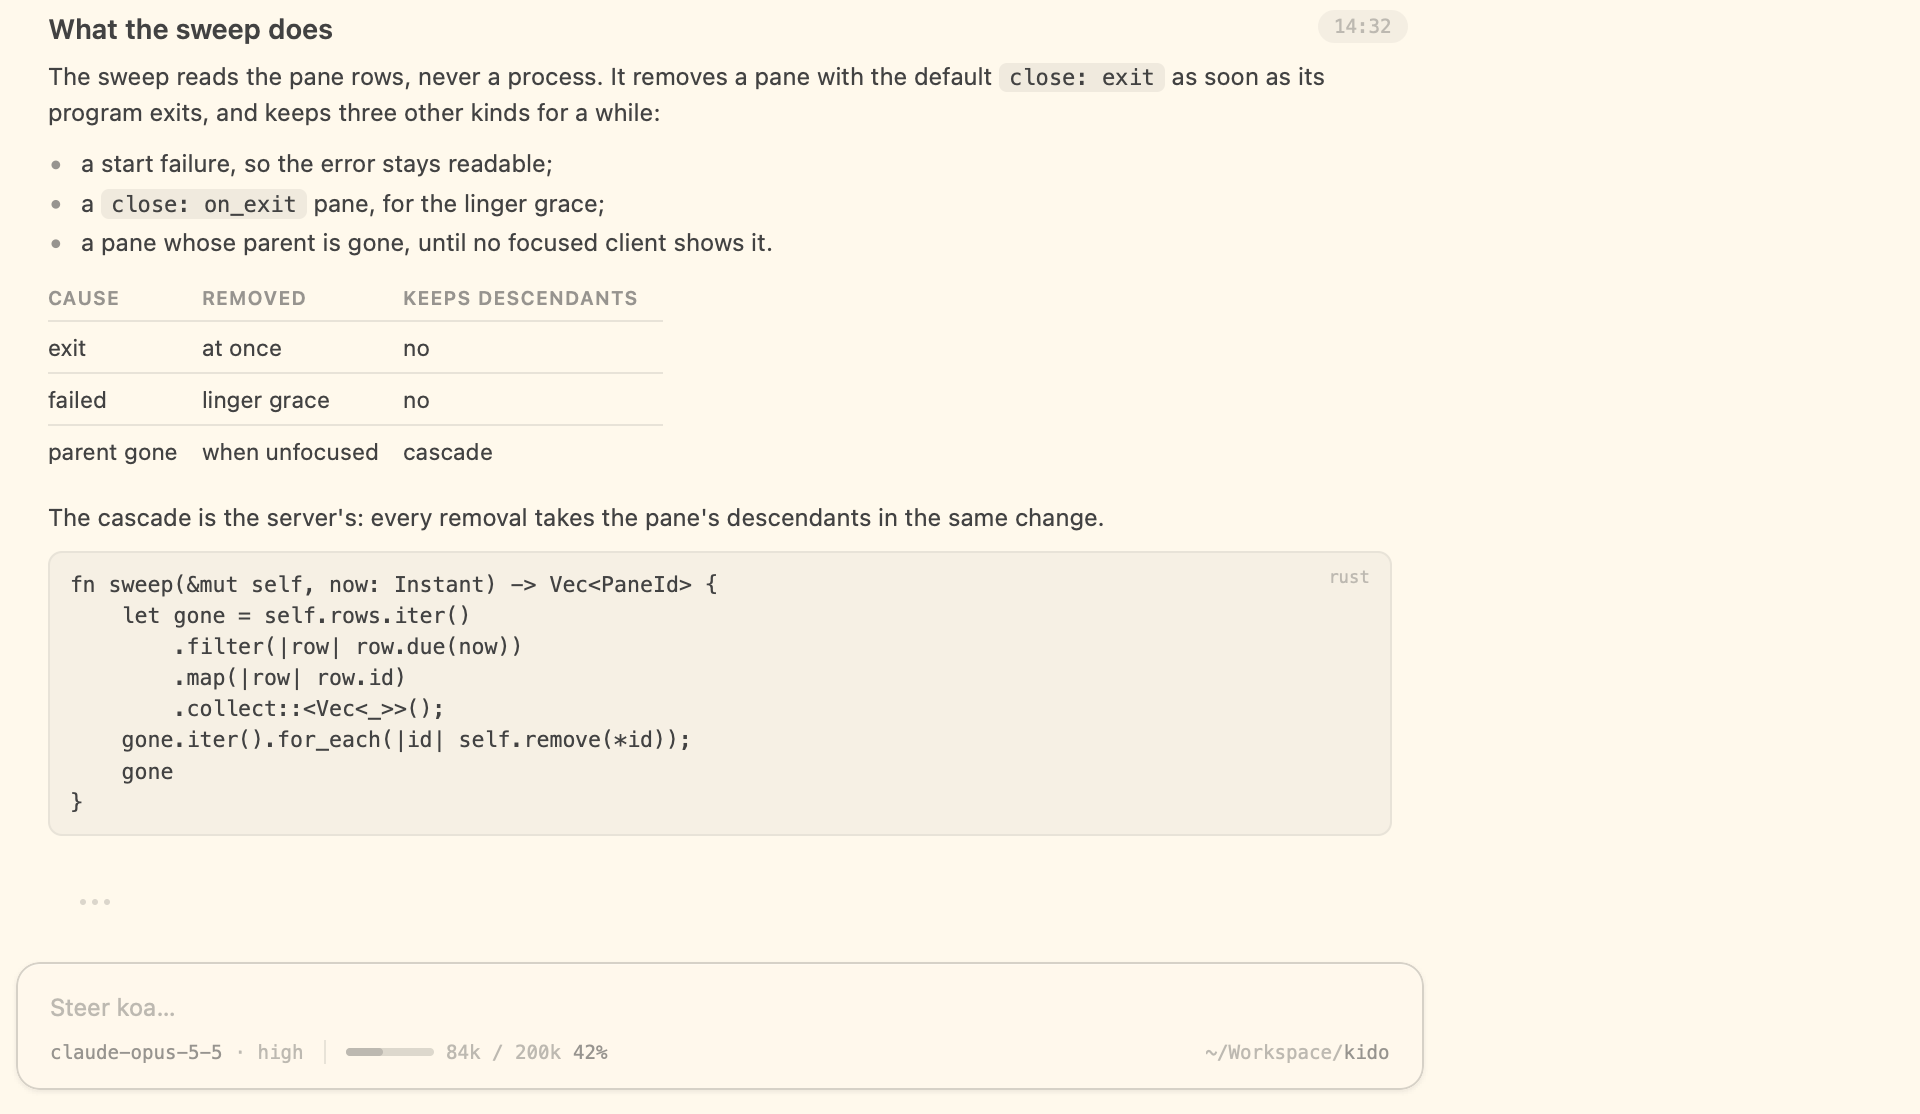 What the sweep does
14:32
The sweep reads the pane rows, never a process. It removes a pane with the default close: exit as soon as its
program exits, and keeps three other kinds for a while:
• a start failure, so the error stays readable;
• a close: on_exit pane, for the linger grace;
• a pane whose parent is gone, until no focused client shows it.
CAUSE REMOVED KEEPS DESCENDANTS
exit at once no
failed linger grace no
parent gone when unfocused cascade
The cascade is the server's: every removal takes the pane's descendants in the same change.
rust
fn sweep(&mut self, now: Instant) -> Vec<PaneId> {
    let gone = self.rows.iter()
        .filter(|row| row.due(now))
        .map(|row| row.id)
        .collect::<Vec<_>>();
    gone.iter().for_each(|id| self.remove(*id));
    gone
}
Steer koa...
claude-opus-5-5 · high 84k / 200k 42% ~/Workspace/kido